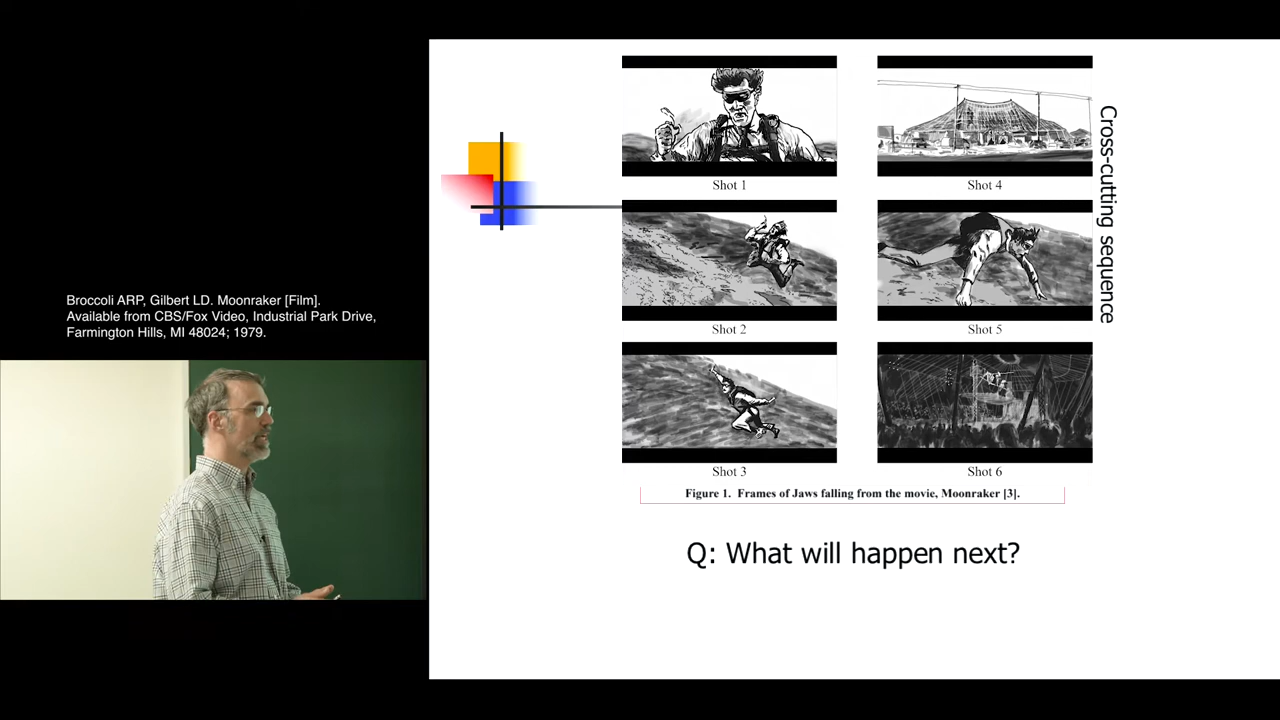 Broccoli ARP, Gilbert LD. Moonraker [Film].
Available from CBS/Fox Video, Industrial Park Drive,
Farmington Hills, MI 48024; 1979.
Shot 1
Shot 4
Shot 2
Shot 5
Shot 3
Shot 6
Cross-cutting sequence
Figure 1. Frames of Jaws falling from the movie, Moonraker [3].
Q: What will happen next?